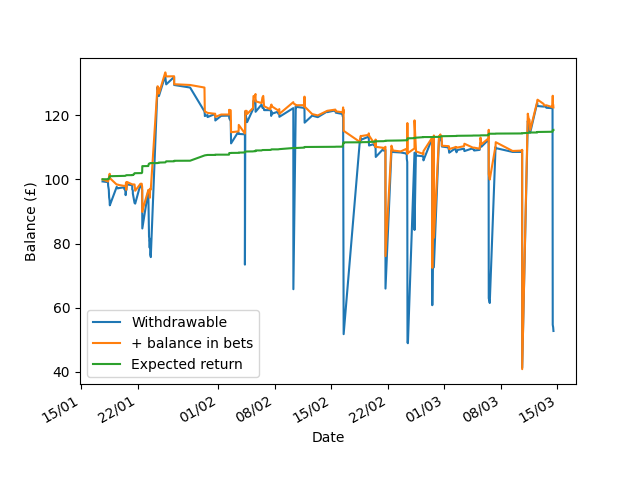 120
100
80
60
40
Balance (£)
Withdrawable
+ balance in bets
Expected return
15/01
22/01
01/02
08/02
15/02
22/02
01/03
08/03
15/03
Date